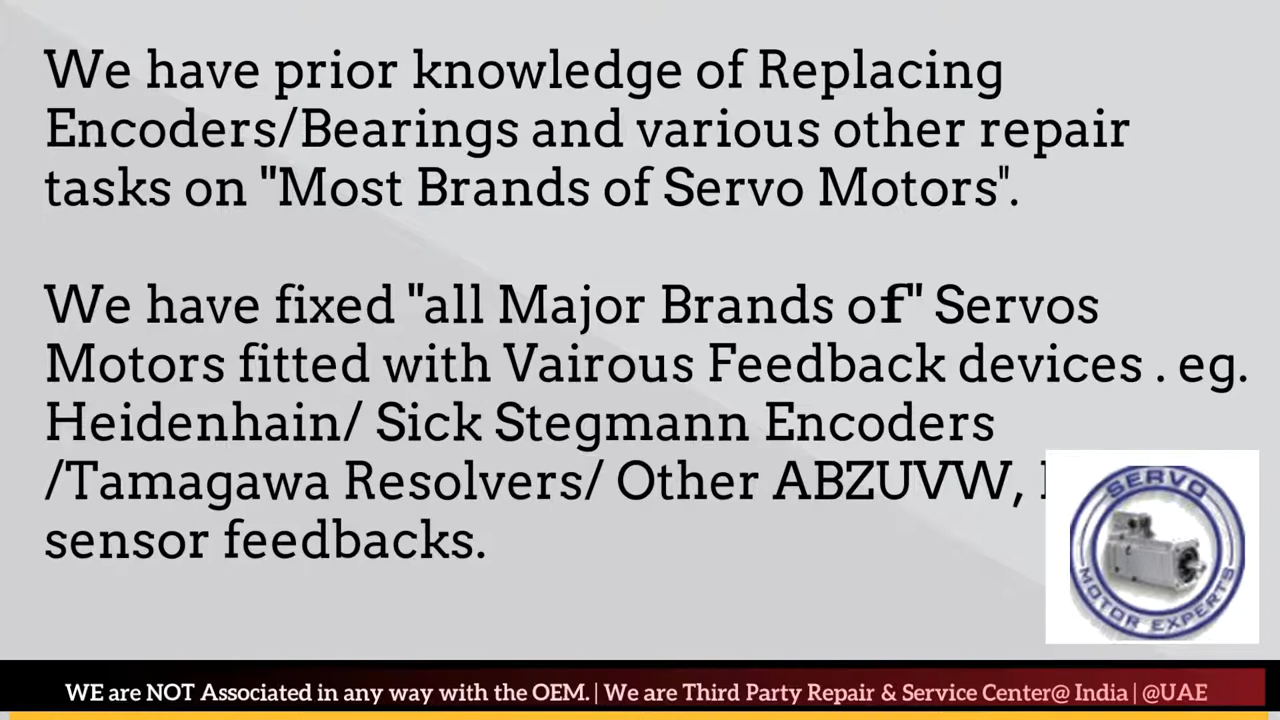 We have prior knowledge of Replacing
Encoders/Bearings and various other repair
tasks on "Most Brands of Servo Motors".
We have fixed "all Major Brands of" Servos
Motors fitted with Vairous Feedback devices . eg.
Heidenhain/ Sick Stegmann Encoders
/Tamagawa Resolvers/ Other ABZUVW,
sensor feedbacks.
SERVO
MOTOR EXPERTS
WE are NOT Associated in any way with the OEM. | We are Third Party Repair & Service Center@ India | @UAE